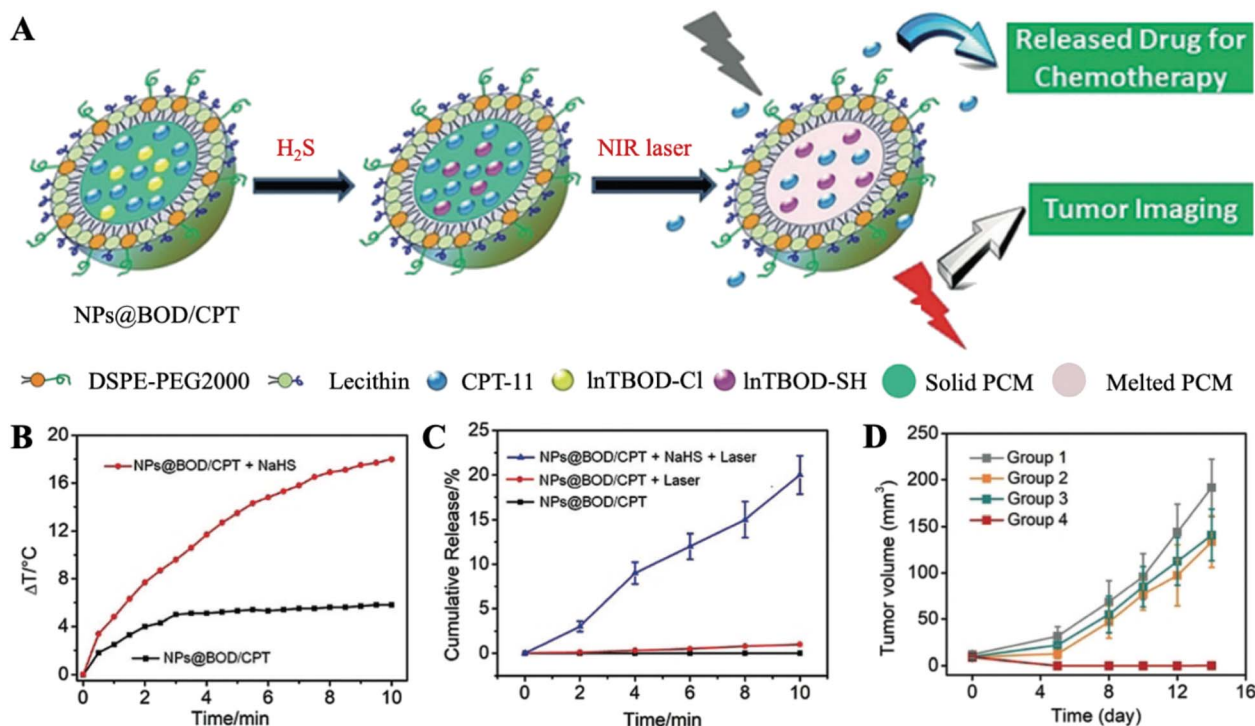 A
H₂S
NIR laser
Released Drug for
Chemotherapy
Tumor Imaging
NPs@BOD/CPT
DSPE-PEG2000 Lecithin CPT-11 lnTBOD-Cl lnTBOD-SH Solid PCM Melted PCM
B
20
16
12
8
4
0
ΔT/°C
NPs@BOD/CPT + NaHS
NPs@BOD/CPT
0 2 4 6 8 10
Time/min
C
25
20
15
10
5
0
Cumulative Release/%
NPs@BOD/CPT + NaHS + Laser
NPs@BOD/CPT + Laser
NPs@BOD/CPT
0 2 4 6 8 10
Time/min
D
250
200
150
100
50
0
Tumor volume (mm³)
Group 1
Group 2
Group 3
Group 4
0 4 8 12 16
Time (day)